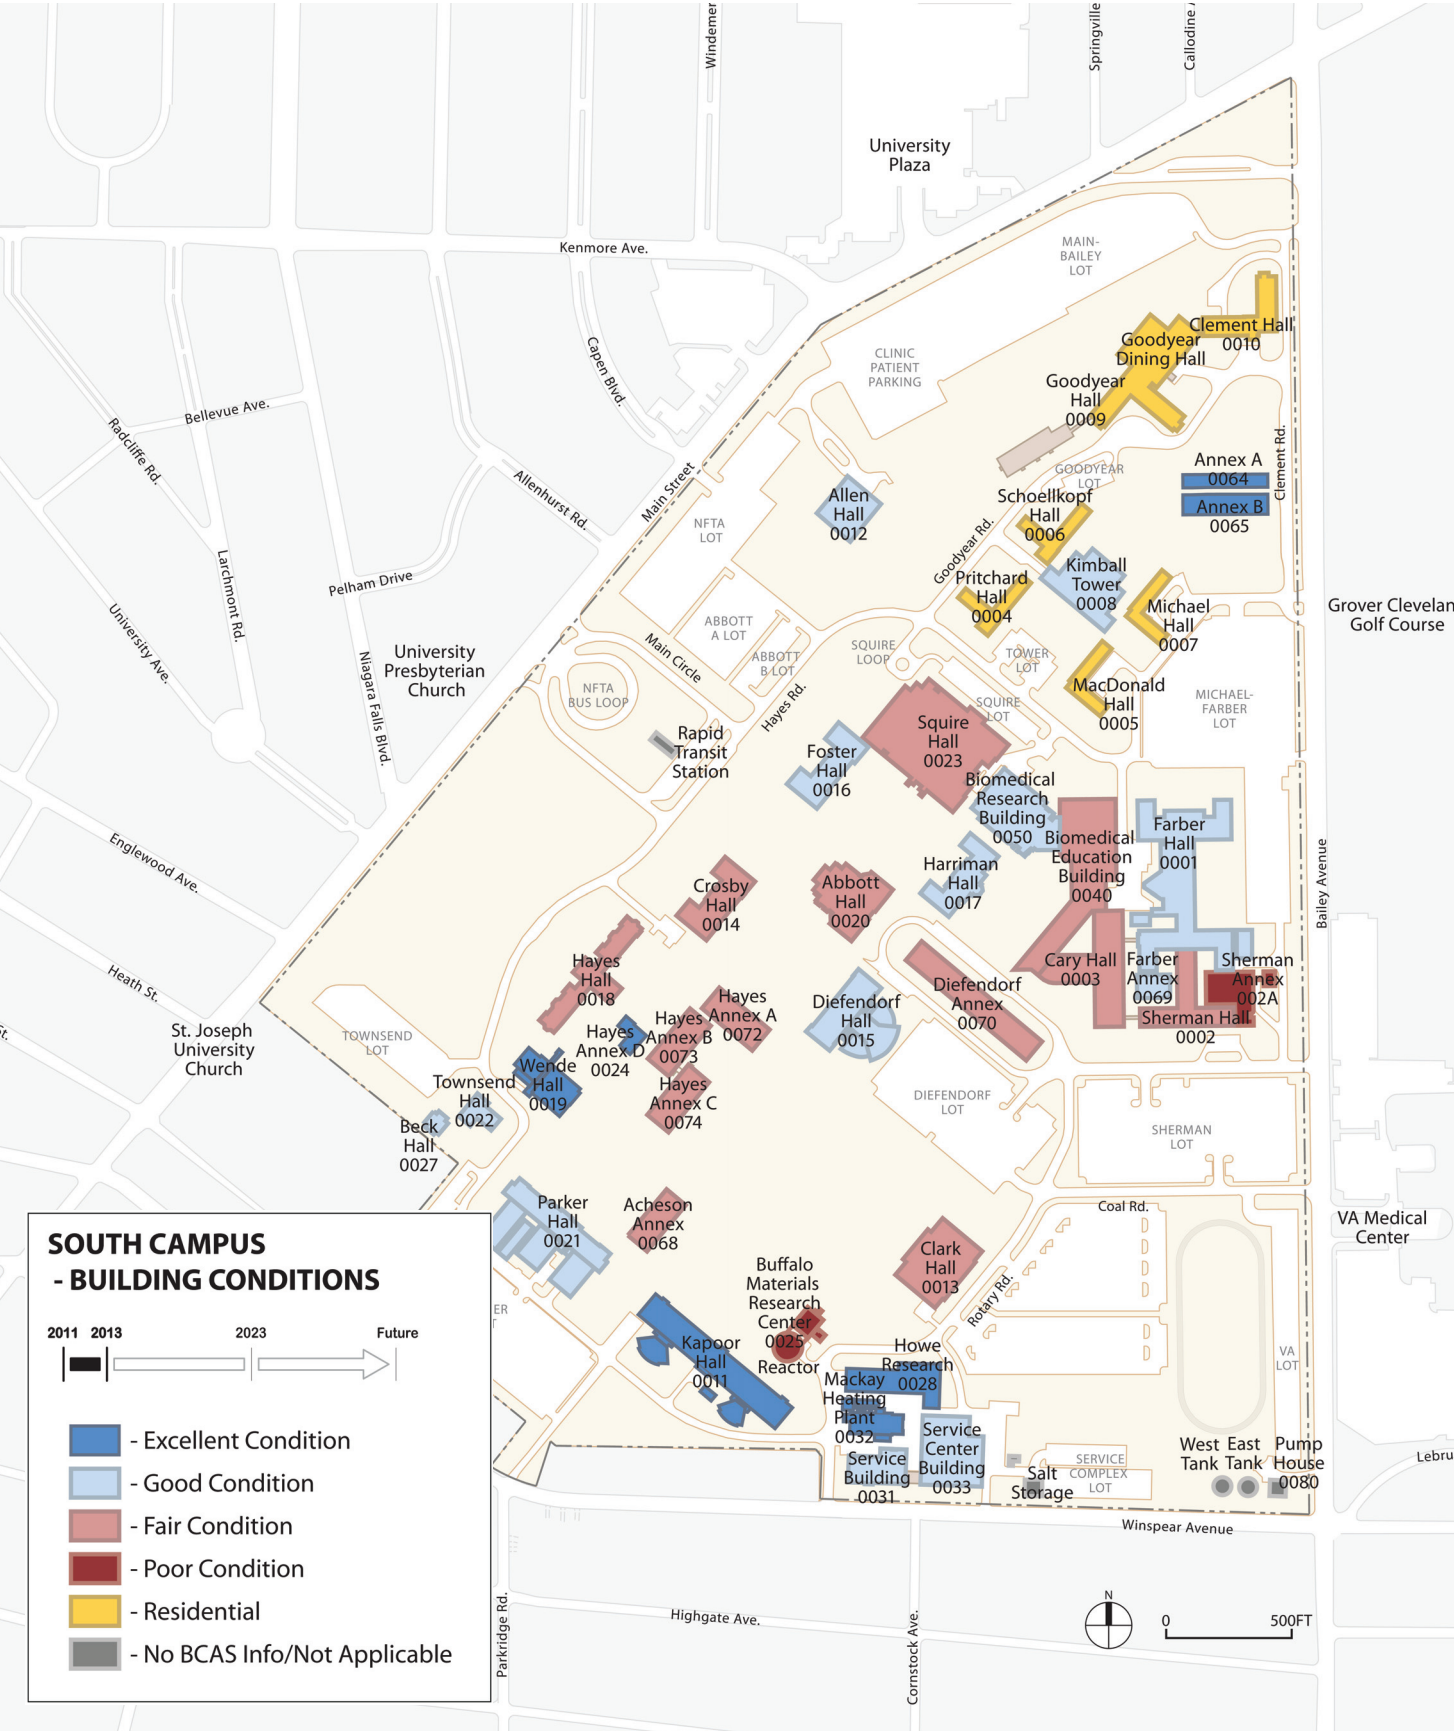 Windemer
Springville
Callodine
University
Plaza
Kenmore Ave.
MAIN-
BAILEY
LOT
CLINIC
PATIENT
PARKING
Clement Hall
0010
Goodyear
Dining Hall
Goodyear
Hall
0009
Capen Blvd.
Bellevue Ave.
Radcliffe Rd.
Allenhurst Rd.
Main Street
Clement Rd.
Annex A
0064
Annex B
0065
GOODYEAR
LOT
Schoellkopf
Hall
0006
Allen
Hall
0012
NFTA
LOT
Goodyear Rd.
Kimball
Tower
0008
Pritchard
Hall
0004
Michael
Hall
0007
Grover Clevelan
Golf Course
Pelham Drive
Larchmont Rd.
University Ave.
Niagara Falls Blvd.
University
Presbyterian
Church
Main Circle
ABBOTT
A LOT
ABBOTT
B LOT
SQUIRE
LOOP
TOWER
LOT
MacDonald
Hall
0005
MICHAEL-
FARBER
LOT
NFTA
BUS LOOP
Hayes Rd.
SQUIRE
LOT
Rapid
Transit
Station
Squire
Hall
0023
Foster
Hall
0016
Biomedical
Research
Building
0050
Biomedical
Education
Building
0040
Farber
Hall
0001
Englewood Ave.
Harriman
Hall
0017
Abbott
Hall
0020
Crosby
Hall
0014
Bailey Avenue
Hayes
Hall
0018
Cary Hall
0003
Farber
Annex
0069
Sherman
Annex
002A
Sherman Hall
0002
Heath St.
St.
St. Joseph
University
Church
TOWNSEND
LOT
Diefendorf
Annex
0070
Diefendorf
Hall
0015
Hayes
Annex A
0072
Hayes
Annex B
0073
Hayes
Annex D
0024
Hayes
Annex C
0074
Wende
Hall
0019
Townsend
Hall
0022
Beck
Hall
0027
DIEFENDORF
LOT
SHERMAN
LOT
Coal Rd.
VA Medical
Center
Parker
Hall
0021
Acheson
Annex
0068
Clark
Hall
0013
Rotary Rd.
Buffalo
Materials
Research
Center
0025
Reactor
ER
T
Kapoor
Hall
0011
Howe
Research
0028
Mackay
Heating
Plant
0032
VA
LOT
Service
Center
Building
0033
Service
Building
0031
Salt
Storage
SERVICE
COMPLEX
LOT
West
Tank
East
Tank
Pump
House
0080
Lebru
Winspear Avenue
Highgate Ave.
Parkridge Rd.
Cornstock Ave.
N
0 500FT
SOUTH CAMPUS
- BUILDING CONDITIONS
2011 2013 2023 Future
- Excellent Condition
- Good Condition
- Fair Condition
- Poor Condition
- Residential
- No BCAS Info/Not Applicable